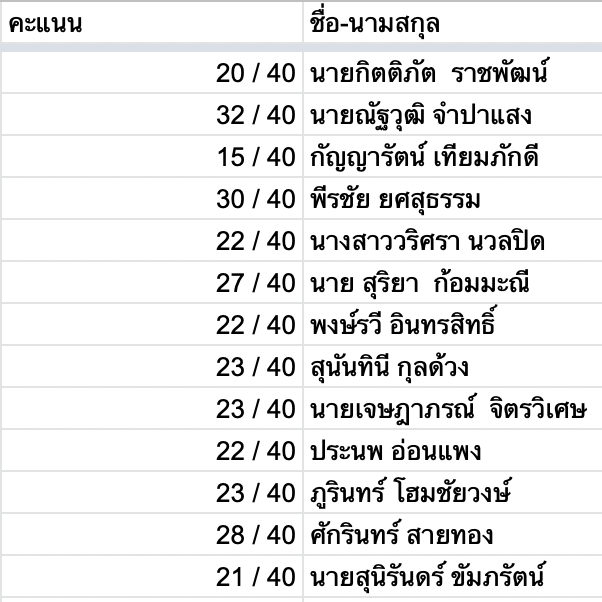 คะแนน ชื่อ-นามสกุล
20 / 40 นายกิตติภัต  ราชพัฒน์
32 / 40 นายณัฐวุฒิ จำปาแสง
15 / 40 กัญญารัตน์ เทียมภักดี
30 / 40 พีรชัย ยศสุธรรม
22 / 40 นางสาววริศรา นวลปิด
27 / 40 นาย สุริยา  ก้อมมะณี
22 / 40 พงษ์รวี อินทรสิทธิ์
23 / 40 สุนันทินี กุลด้วง
23 / 40 นายเจษฎาภรณ์  จิตรวิเศษ
22 / 40 ประนพ อ่อนแพง
23 / 40 ภูรินทร์ โฮมชัยวงษ์
28 / 40 ศักรินทร์ สายทอง
21 / 40 นายสุนิรันดร์ ขัมภรัตน์